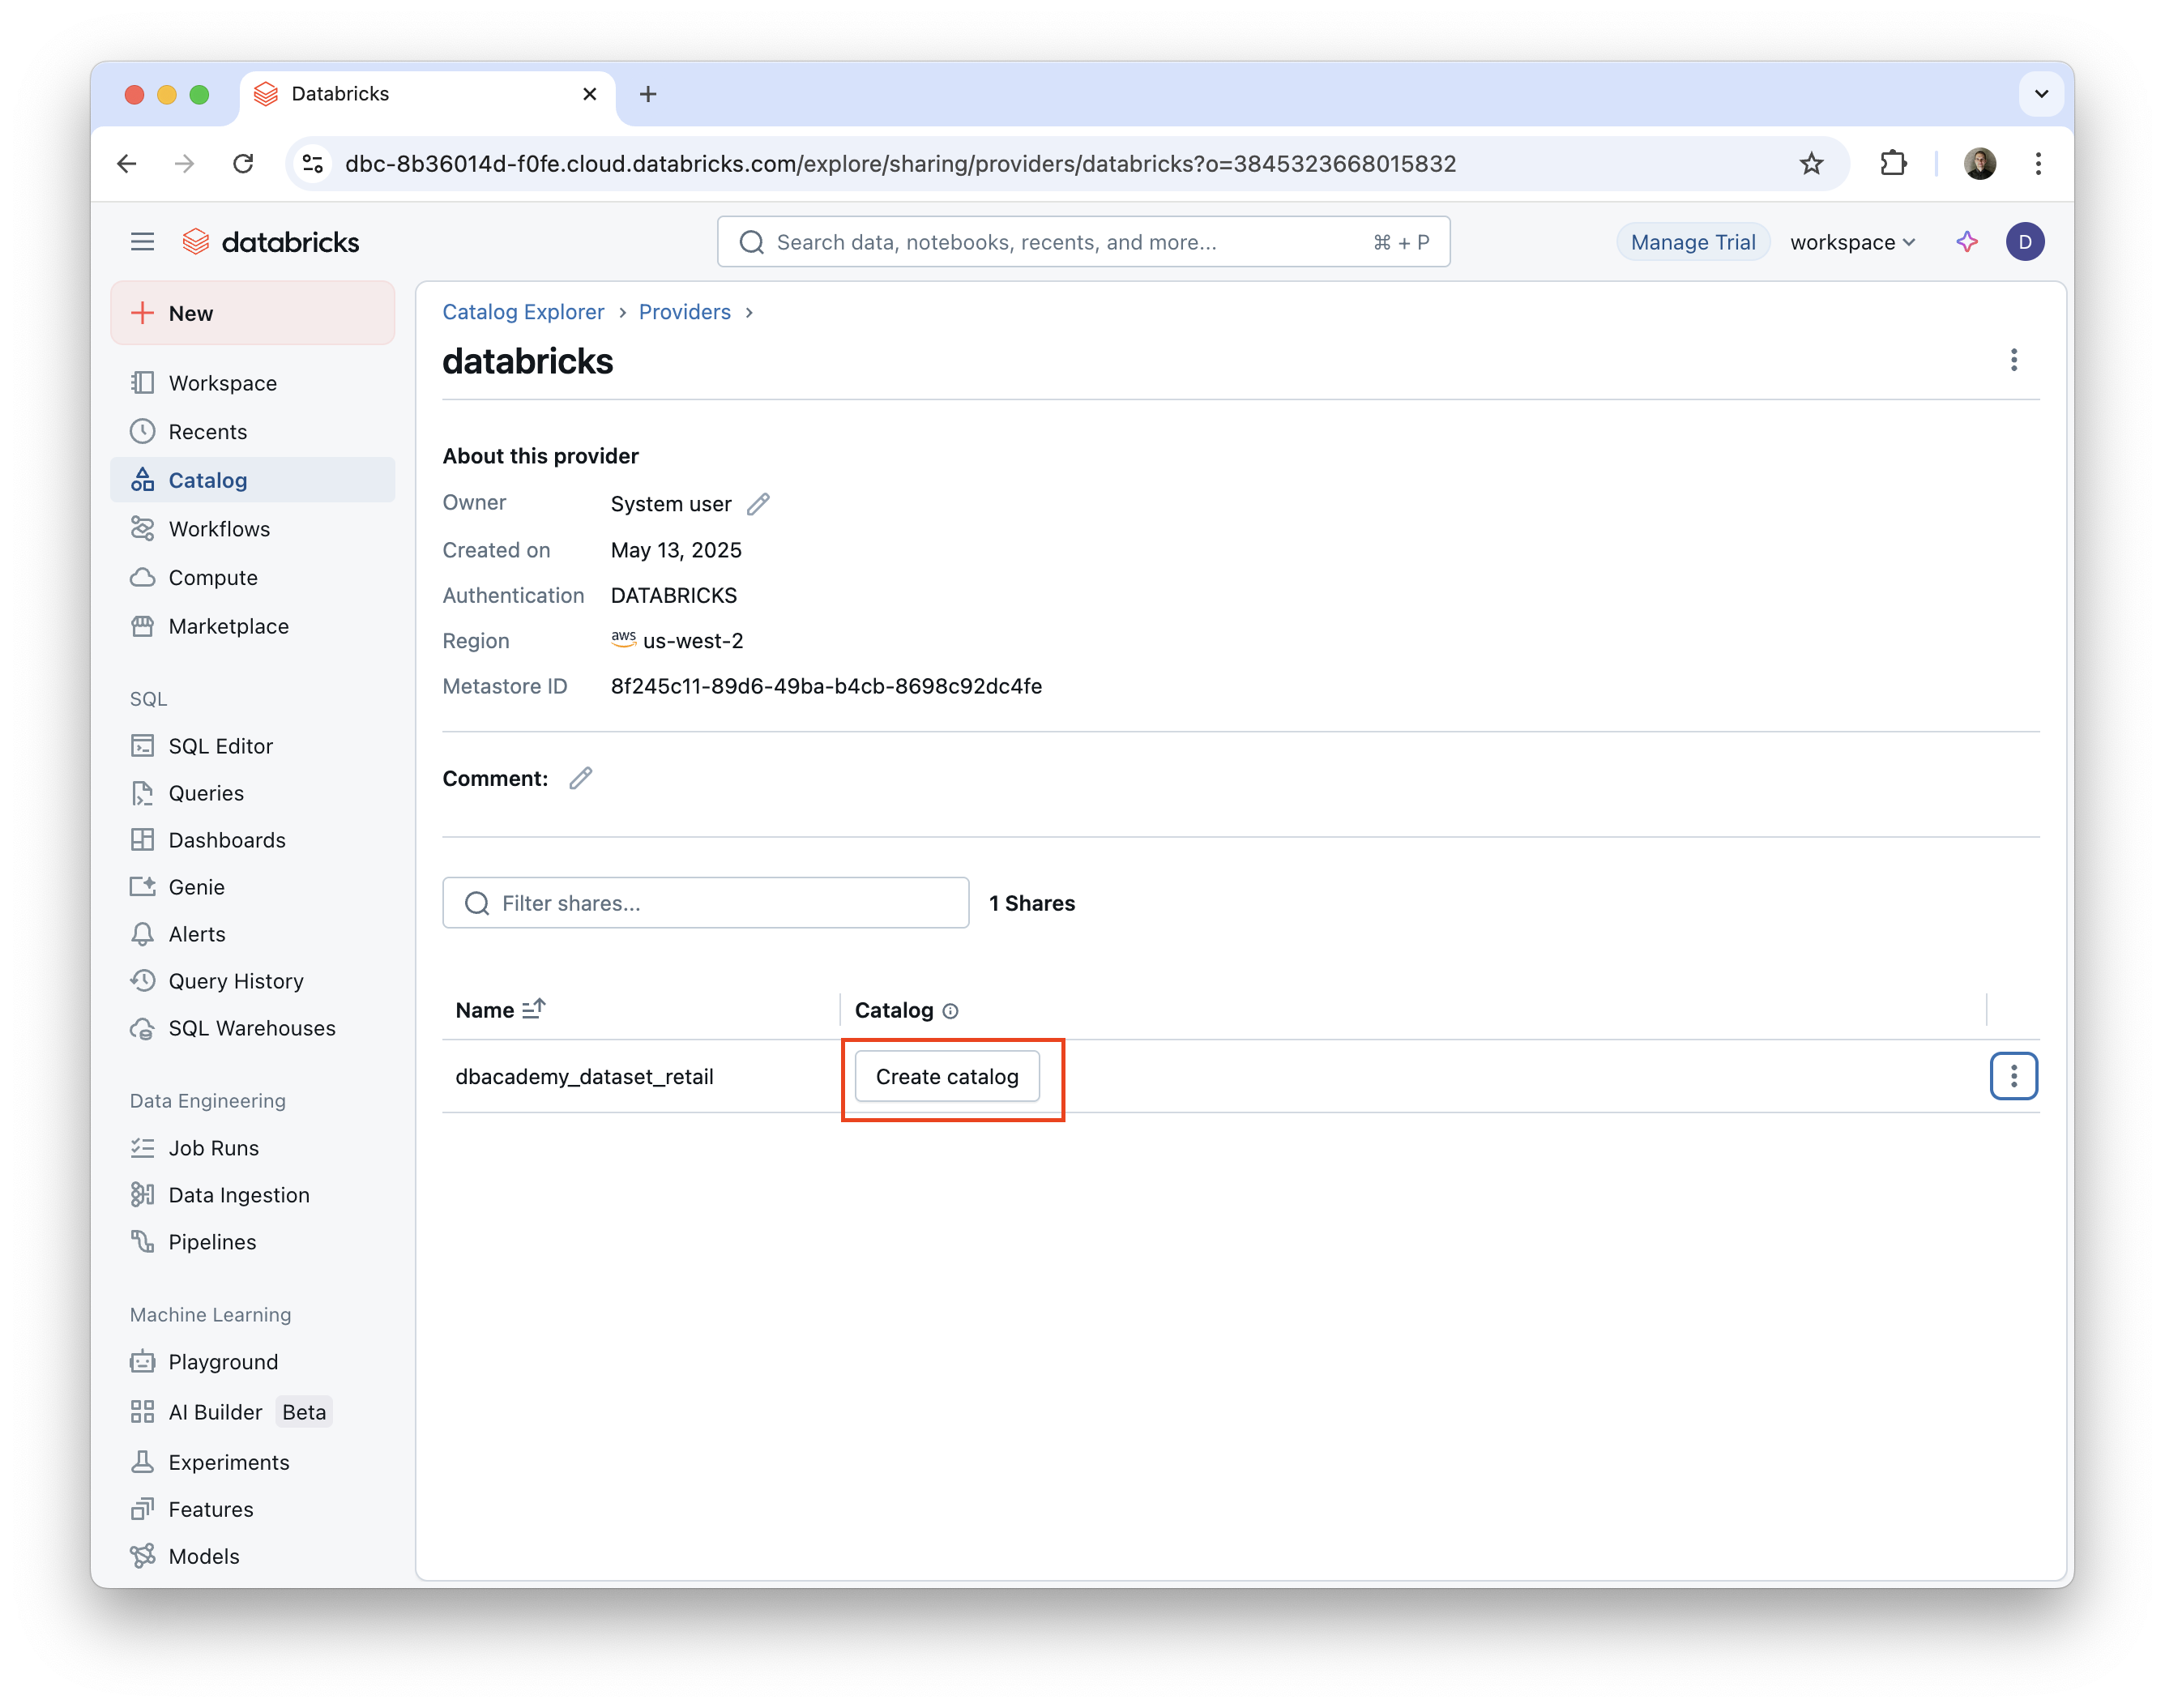 Databricks
dbc-8b36014d-f0fe.cloud.databricks.com/explore/sharing/providers/databricks?o=3845323668015832
databricks
Search data, notebooks, recents, and more...
⌘ + P
Manage Trial
workspace
D
New
Workspace
Recents
Catalog
Workflows
Compute
Marketplace
SQL
SQL Editor
Queries
Dashboards
Genie
Alerts
Query History
SQL Warehouses
Data Engineering
Job Runs
Data Ingestion
Pipelines
Machine Learning
Playground
AI Builder Beta
Experiments
Features
Models
Catalog Explorer › Providers ›
databricks
About this provider
Owner System user
Created on May 13, 2025
Authentication DATABRICKS
Region aws us-west-2
Metastore ID 8f245c11-89d6-49ba-b4cb-8698c92dc4fe
Comment:
Filter shares...
1 Shares
Name Catalog
dbacademy_dataset_retail Create catalog